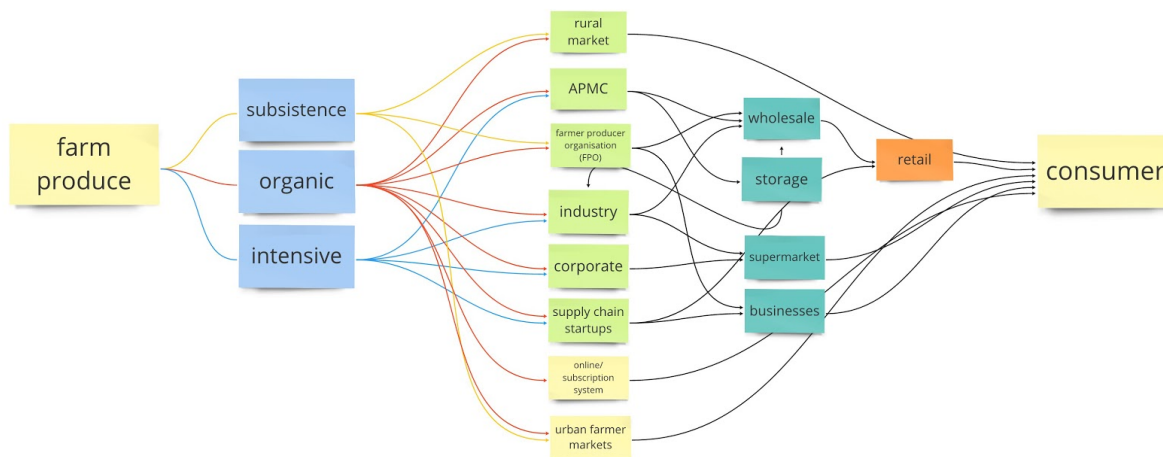 farm
produce
subsistence
organic
intensive
rural
market
APMC
farmer producer
organisation
(FPO)
industry
corporate
supply chain
startups
online/
subscription
system
urban farmer
markets
wholesale
storage
supermarket
businesses
retail
consumer